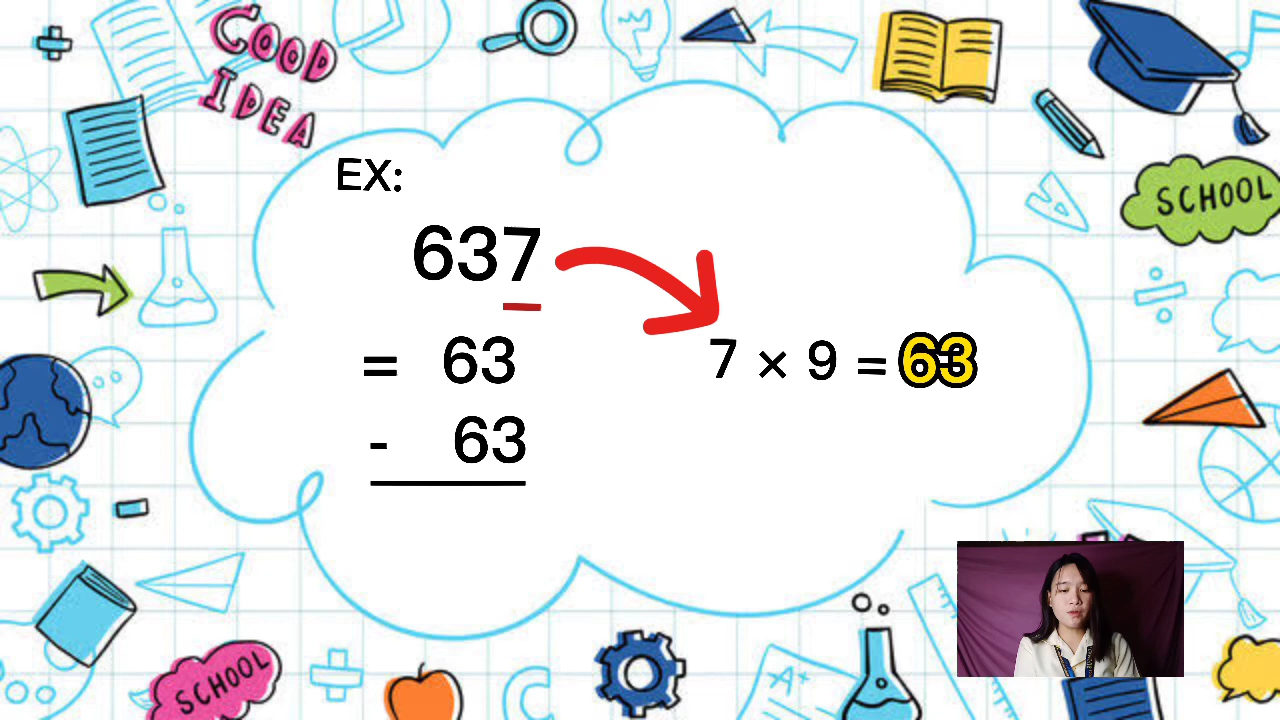 GOOD
IDEA
SCHOOL
EX:
637
7 × 9 = 63
= 63
- 63
A+
SCHOOL